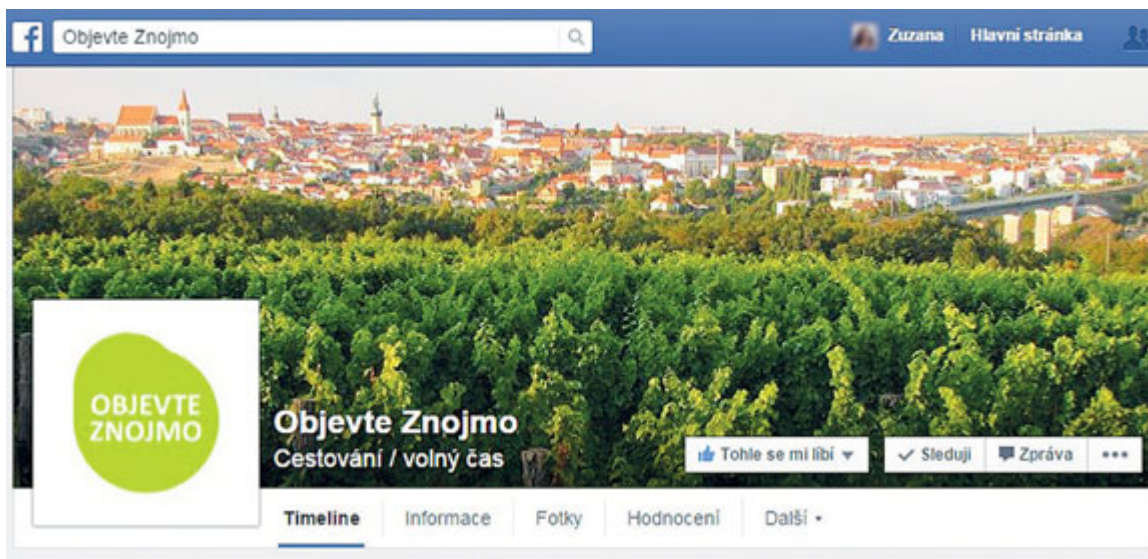 f
Objevte Znojmo
Zuzana
Hlavní stránka
OBJEVTE
ZNOJMO
Objevte Znojmo
Cestování / volný čas
Tohle se mi líbí
Sleduji
Zpráva
Timeline
Informace
Fotky
Hodnocení
Další